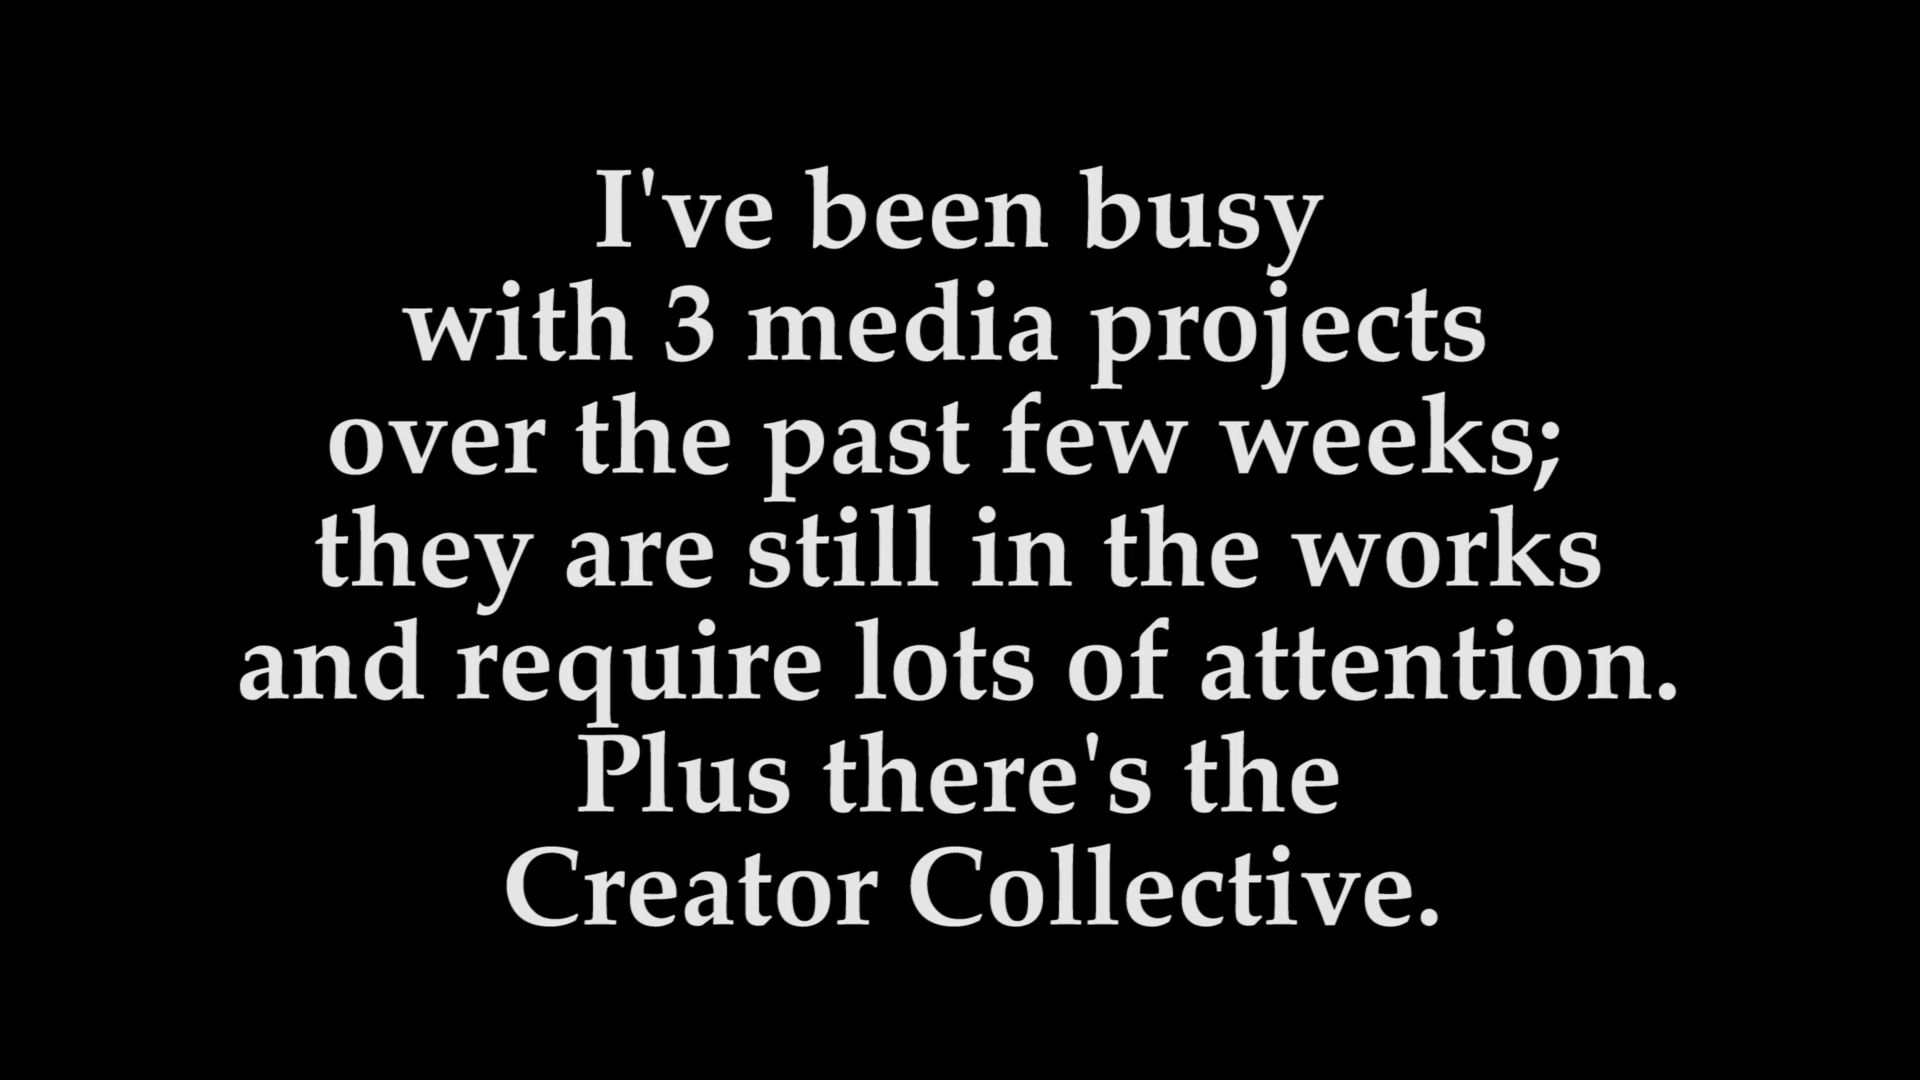 I've been busy
with 3 media projects
over the past few weeks;
they are still in the works
and require lots of attention.
Plus there's the
Creator Collective.